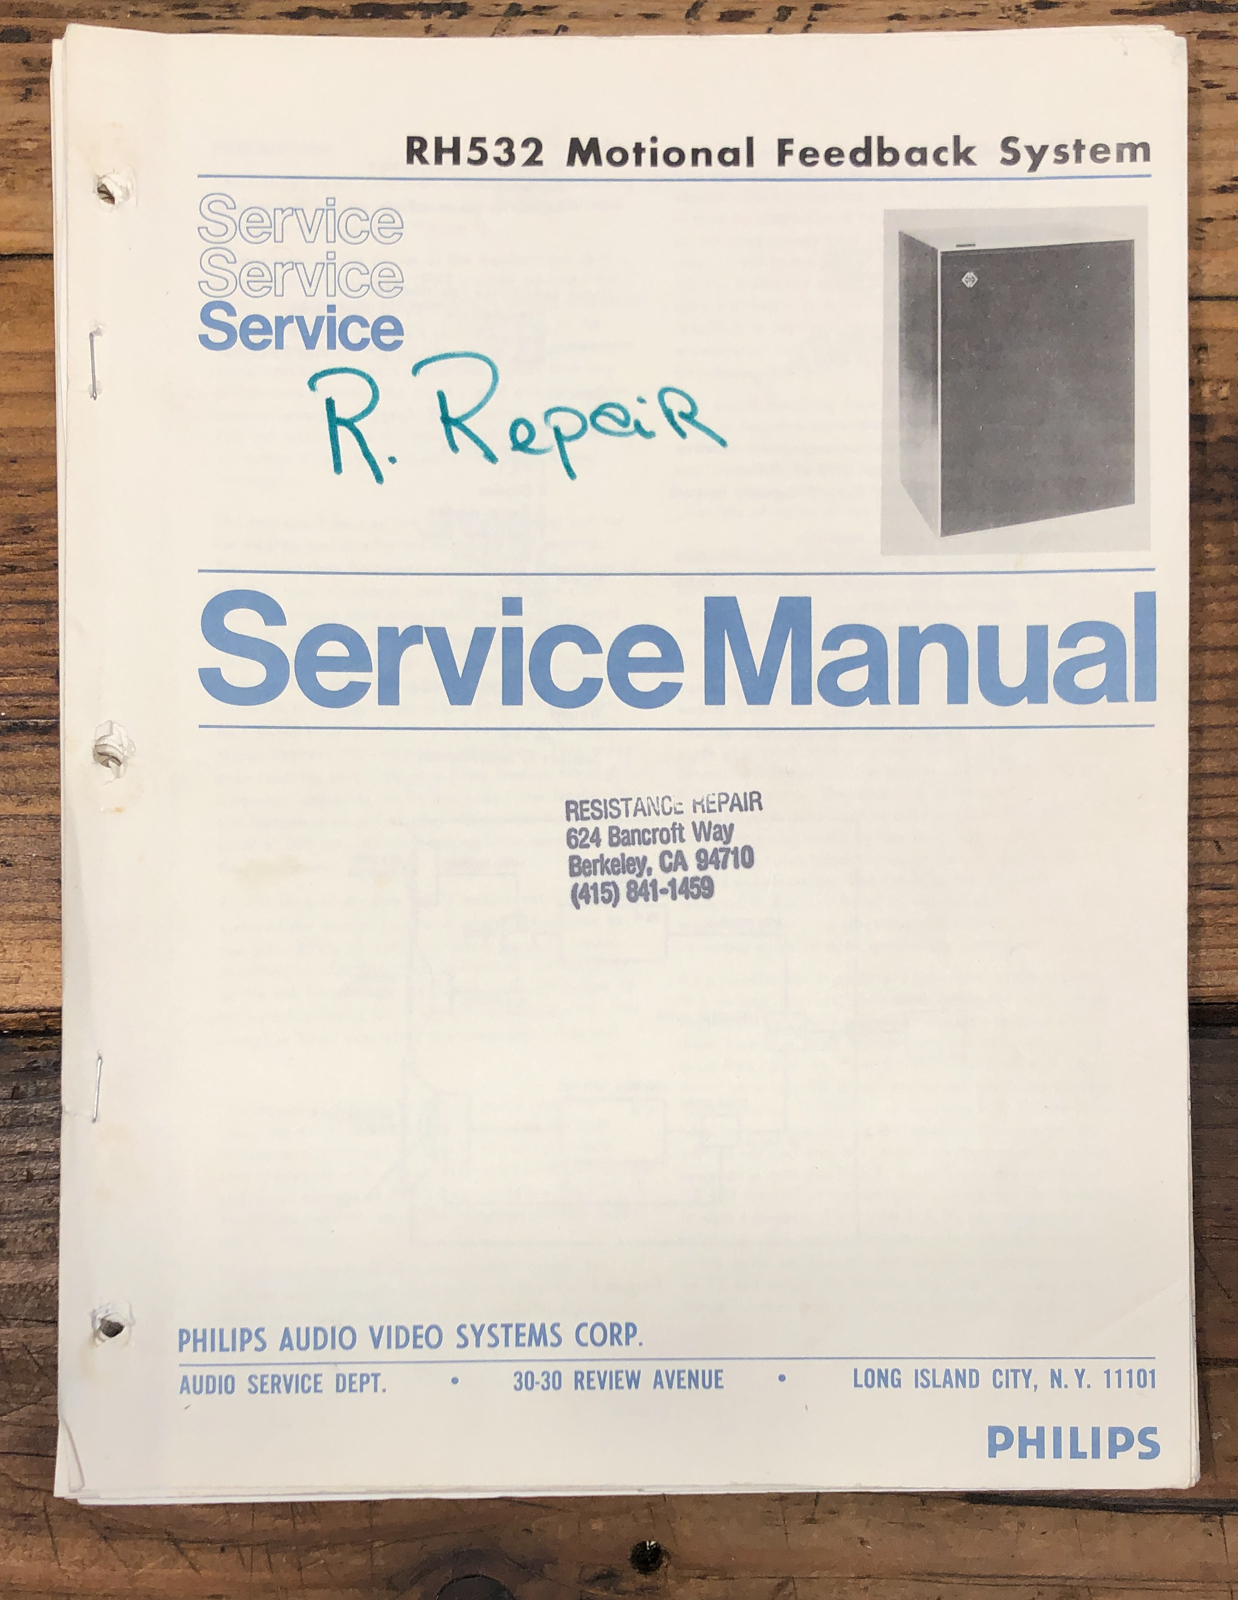 RH532 Motional Feedback System
Service
Service
Service
R. Repair
Service Manual
RESISTANCE REPAIR
624 Bancroft Way
Berkeley, CA 94710
(415) 841-1459
PHILIPS AUDIO VIDEO SYSTEMS CORP.
AUDIO SERVICE DEPT. • 30-30 REVIEW AVENUE • LONG ISLAND CITY, N.Y. 11101
PHILIPS